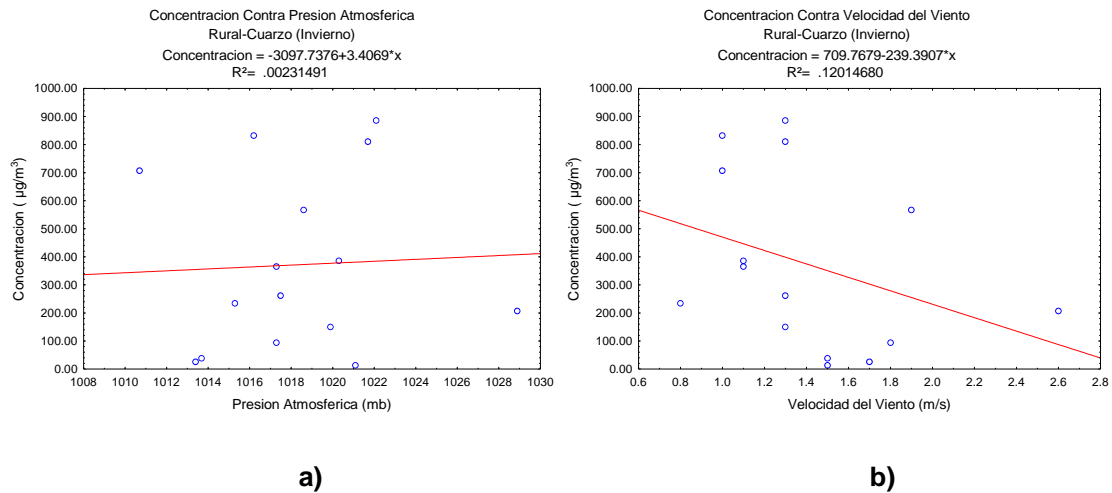 Concentracion Contra Presion Atmosferica
Rural-Cuarzo (Invierno)
Concentracion = -3097.7376+3.4069*x
R²= .00231491
1000.00
900.00
800.00
700.00
600.00
500.00
400.00
300.00
200.00
100.00
0.00
Concentracion ( µg/m³)
1008 1010 1012 1014 1016 1018 1020 1022 1024 1026 1028 1030
Presion Atmosferica (mb)
a)
Concentracion Contra Velocidad del Viento
Rural-Cuarzo (Invierno)
Concentracion = 709.7679-239.3907*x
R²= .12014680
1000.00
900.00
800.00
700.00
600.00
500.00
400.00
300.00
200.00
100.00
0.00
Concentracion ( µg/m³)
0.6 0.8 1.0 1.2 1.4 1.6 1.8 2.0 2.2 2.4 2.6 2.8
Velocidad del Viento (m/s)
b)